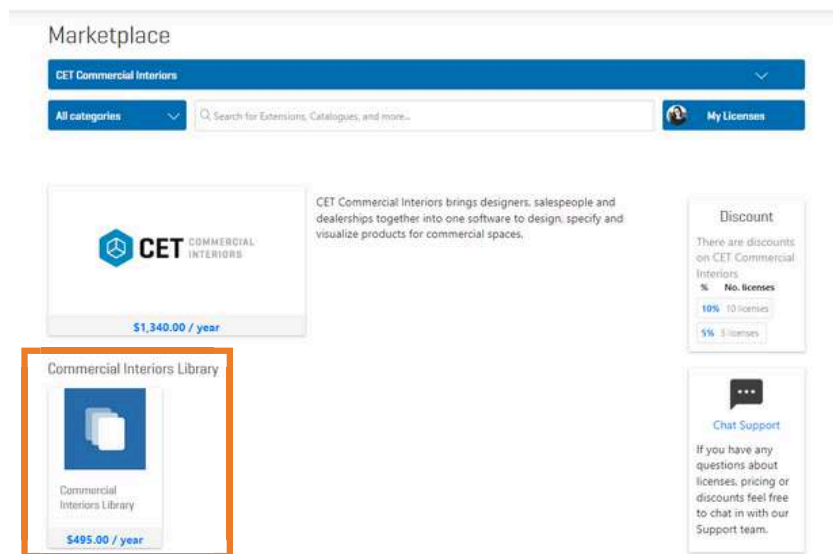 Marketplace
CET Commercial Interiors
All categories
Search for Extensions, Catalogues, and more...
My Licenses
CET COMMERCIAL INTERIORS
$1,340.00 / year
CET Commercial Interiors brings designers, salespeople and
dealerships together into one software to design, specify and
visualize products for commercial spaces.
Discount
There are discounts
on CET Commercial
Interiors
% No. licenses
10% 10 licenses
5% 5 licenses
Commercial Interiors Library
Commercial
Interiors Library
$495.00 / year
Chat Support
If you have any
questions about
licenses, pricing or
discounts feel free
to chat in with our
Support team.